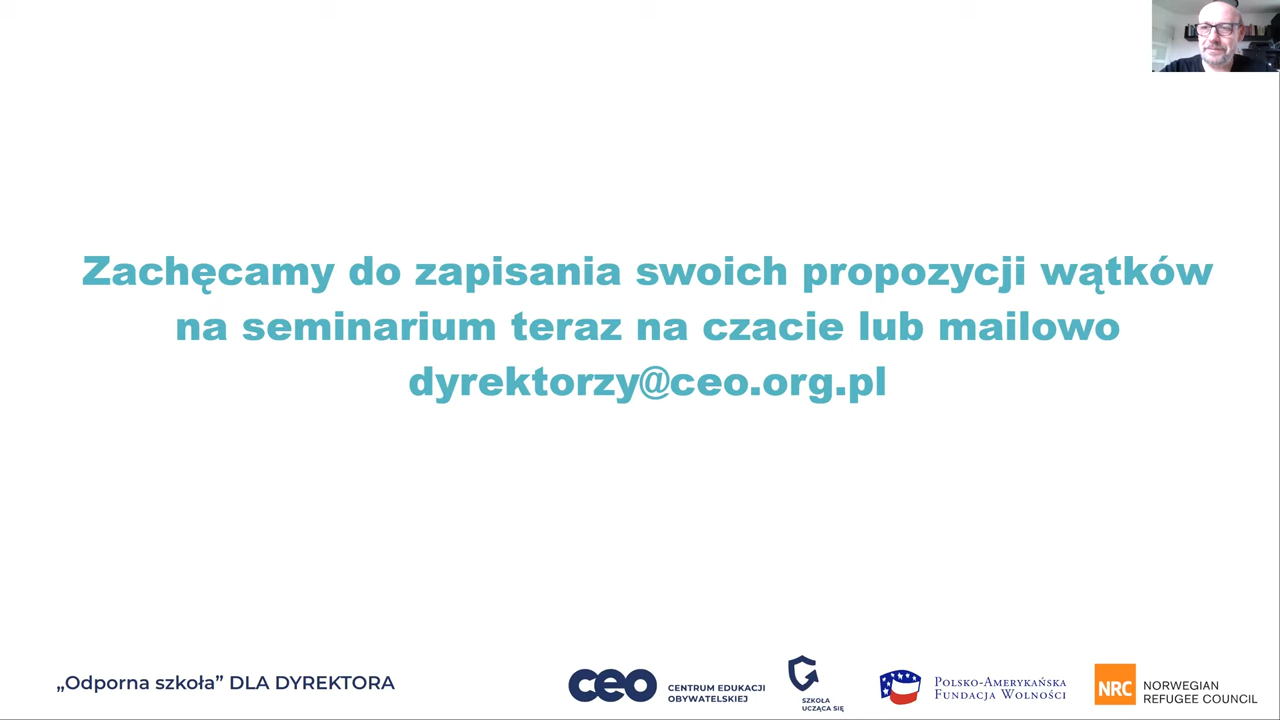 Zachęcamy do zapisania swoich propozycji wątków
na seminarium teraz na czacie lub mailowo
dyrektorzy@ceo.org.pl
„Odporna szkoła” DLA DYREKTORA
ceo
CENTRUM EDUKACJI
OBYWATELSKIEJ
SZKOŁA
UCZĄCA SIĘ
POLSKO-AMERYKAŃSKA
FUNDACJA WOLNOŚCI
NRC
NORWEGIAN
REFUGEE COUNCIL